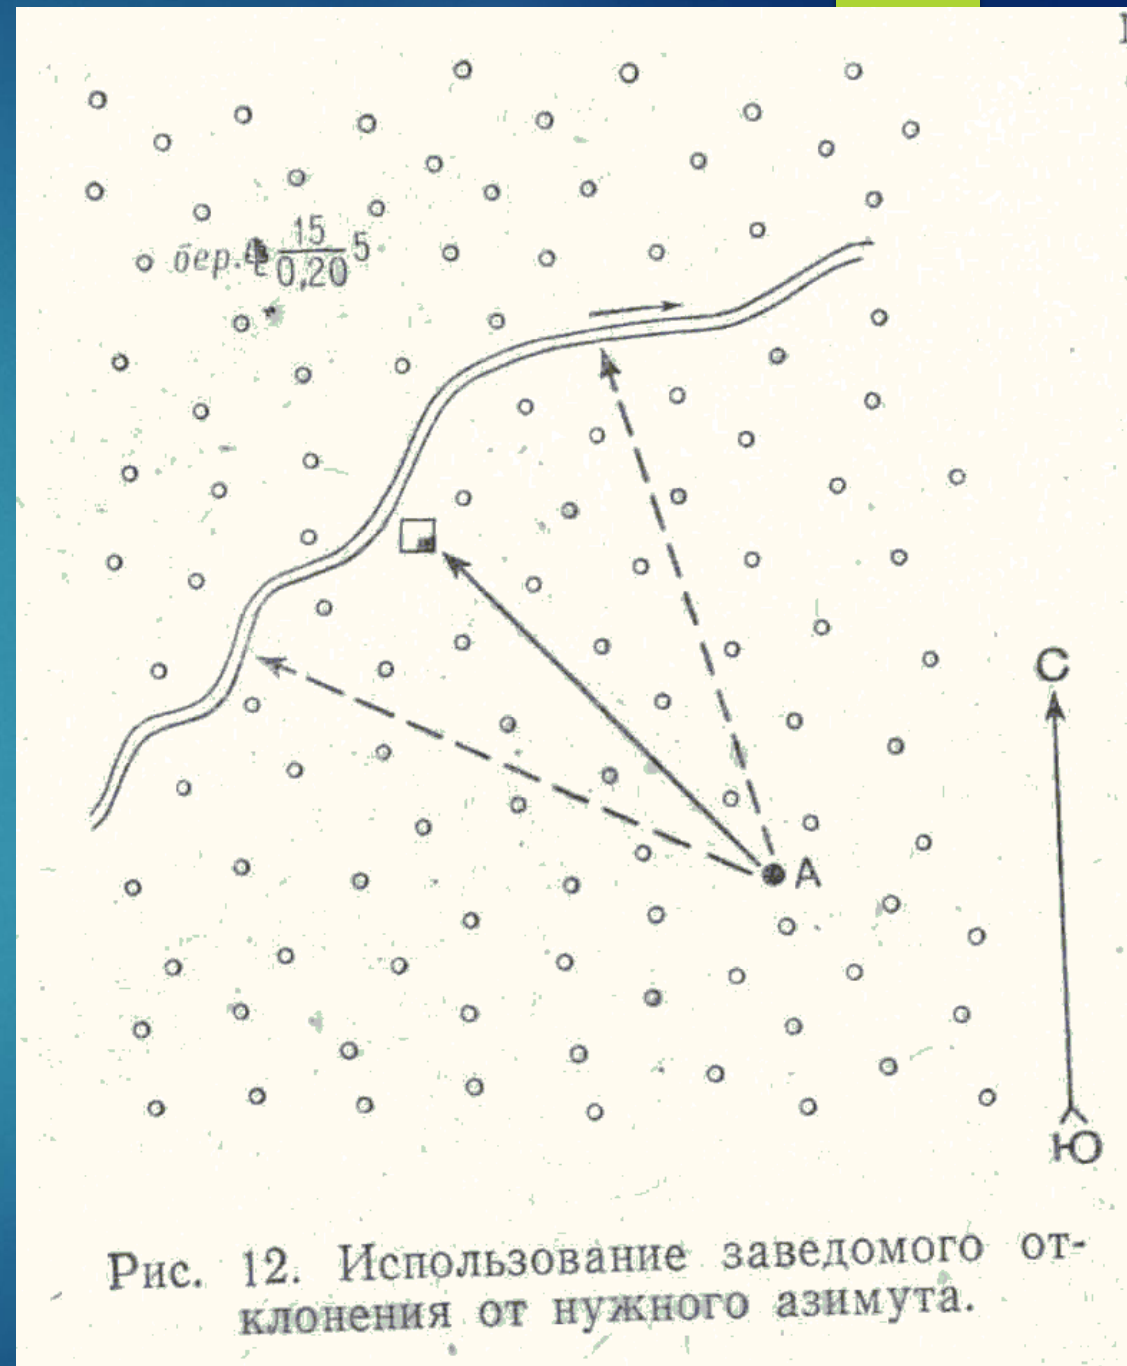 бер. 15/0,20 5
А
С
Ю
Рис. 12. Использование заведомого от-
клонения от нужного азимута.